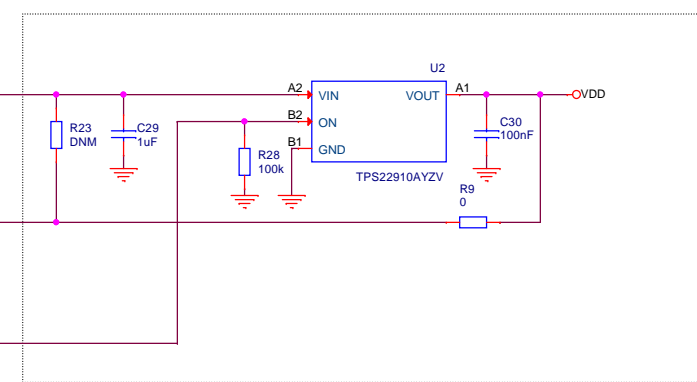 U2
A2
VIN
VOUT
A1
VDD
B2
ON
B1
GND
R23
DNM
C29
1uF
R28
100k
C30
100nF
TPS22910AYZV
R9
0